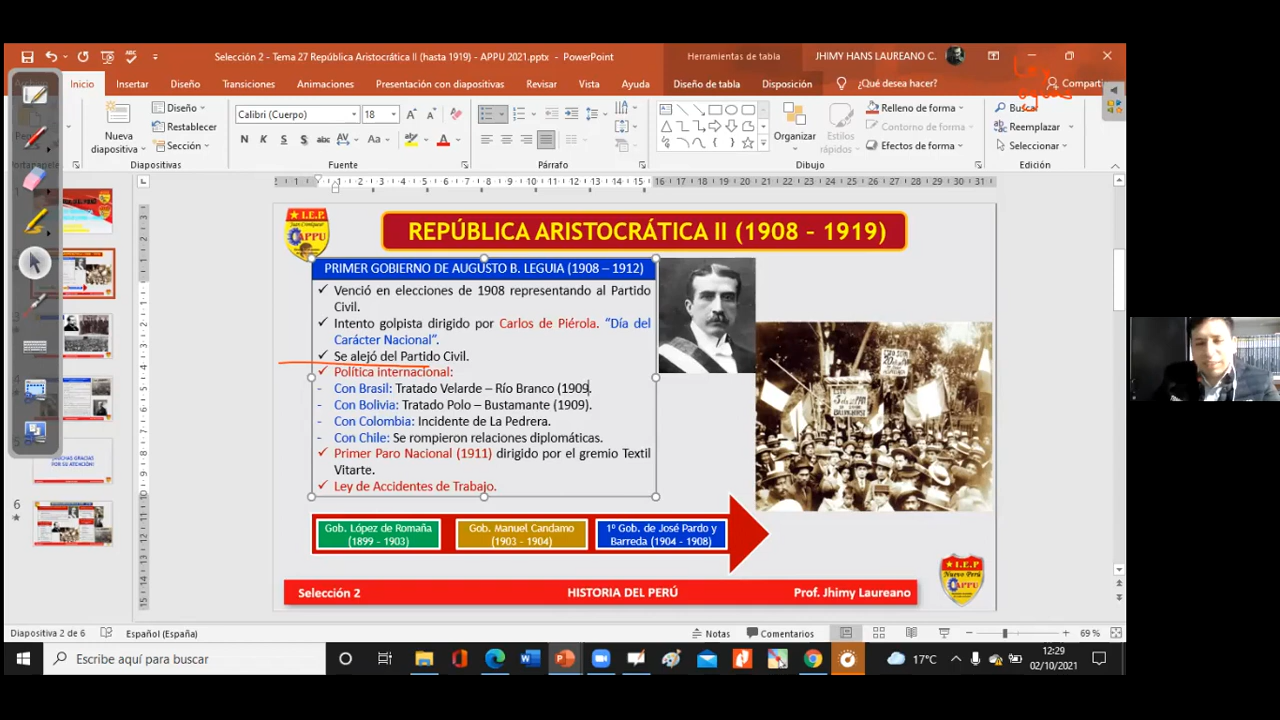 Selección 2 - Tema 27 República Aristocrática II (hasta 1919) - APPU 2021.pptx - PowerPoint
Herramientas de tabla
JHIMY HANS LAUREANO C.
Inicio Insertar Diseño Transiciones Animaciones Presentación con diapositivas Revisar Vista Ayuda Diseño de tabla Disposición ¿Qué desea hacer? Compartir
Nueva diapositiva
Diseño
Restablecer
Sección
Calibri (Cuerpo) 18
N K S S AV Aa A
Organizar
Estilos rápidos
Relleno de forma
Contorno de forma
Efectos de forma
Buscar
Reemplazar
Seleccionar
Diapositivas Fuente Párrafo Dibujo Edición
I.E.P.
APPU
REPÚBLICA ARISTOCRÁTICA II (1908 – 1919)
PRIMER GOBIERNO DE AUGUSTO B. LEGUIA (1908 – 1912)
✓ Venció en elecciones de 1908 representando al Partido
Civil.
✓ Intento golpista dirigido por Carlos de Piérola. “Día del
Carácter Nacional”.
✓ Se alejó del Partido Civil.
✓ Política internacional:
- Con Brasil: Tratado Velarde – Río Branco (1909
- Con Bolivia: Tratado Polo – Bustamante (1909).
- Con Colombia: Incidente de La Pedrera.
- Con Chile: Se rompieron relaciones diplomáticas.
✓ Primer Paro Nacional (1911) dirigido por el gremio Textil
Vitarte.
✓ Ley de Accidentes de Trabajo.
Gob. López de Romaña
(1899 - 1903)
Gob. Manuel Candamo
(1903 - 1904)
1º Gob. de José Pardo y
Barreda (1904 - 1908)
I.E.P
Nuevo Perú
APPU
Selección 2 HISTORIA DEL PERÚ Prof. Jhimy Laureano
6
Diapositiva 2 de 6 Español (España) Notas Comentarios 69 %
Escribe aquí para buscar
17°C
12:29
02/10/2021